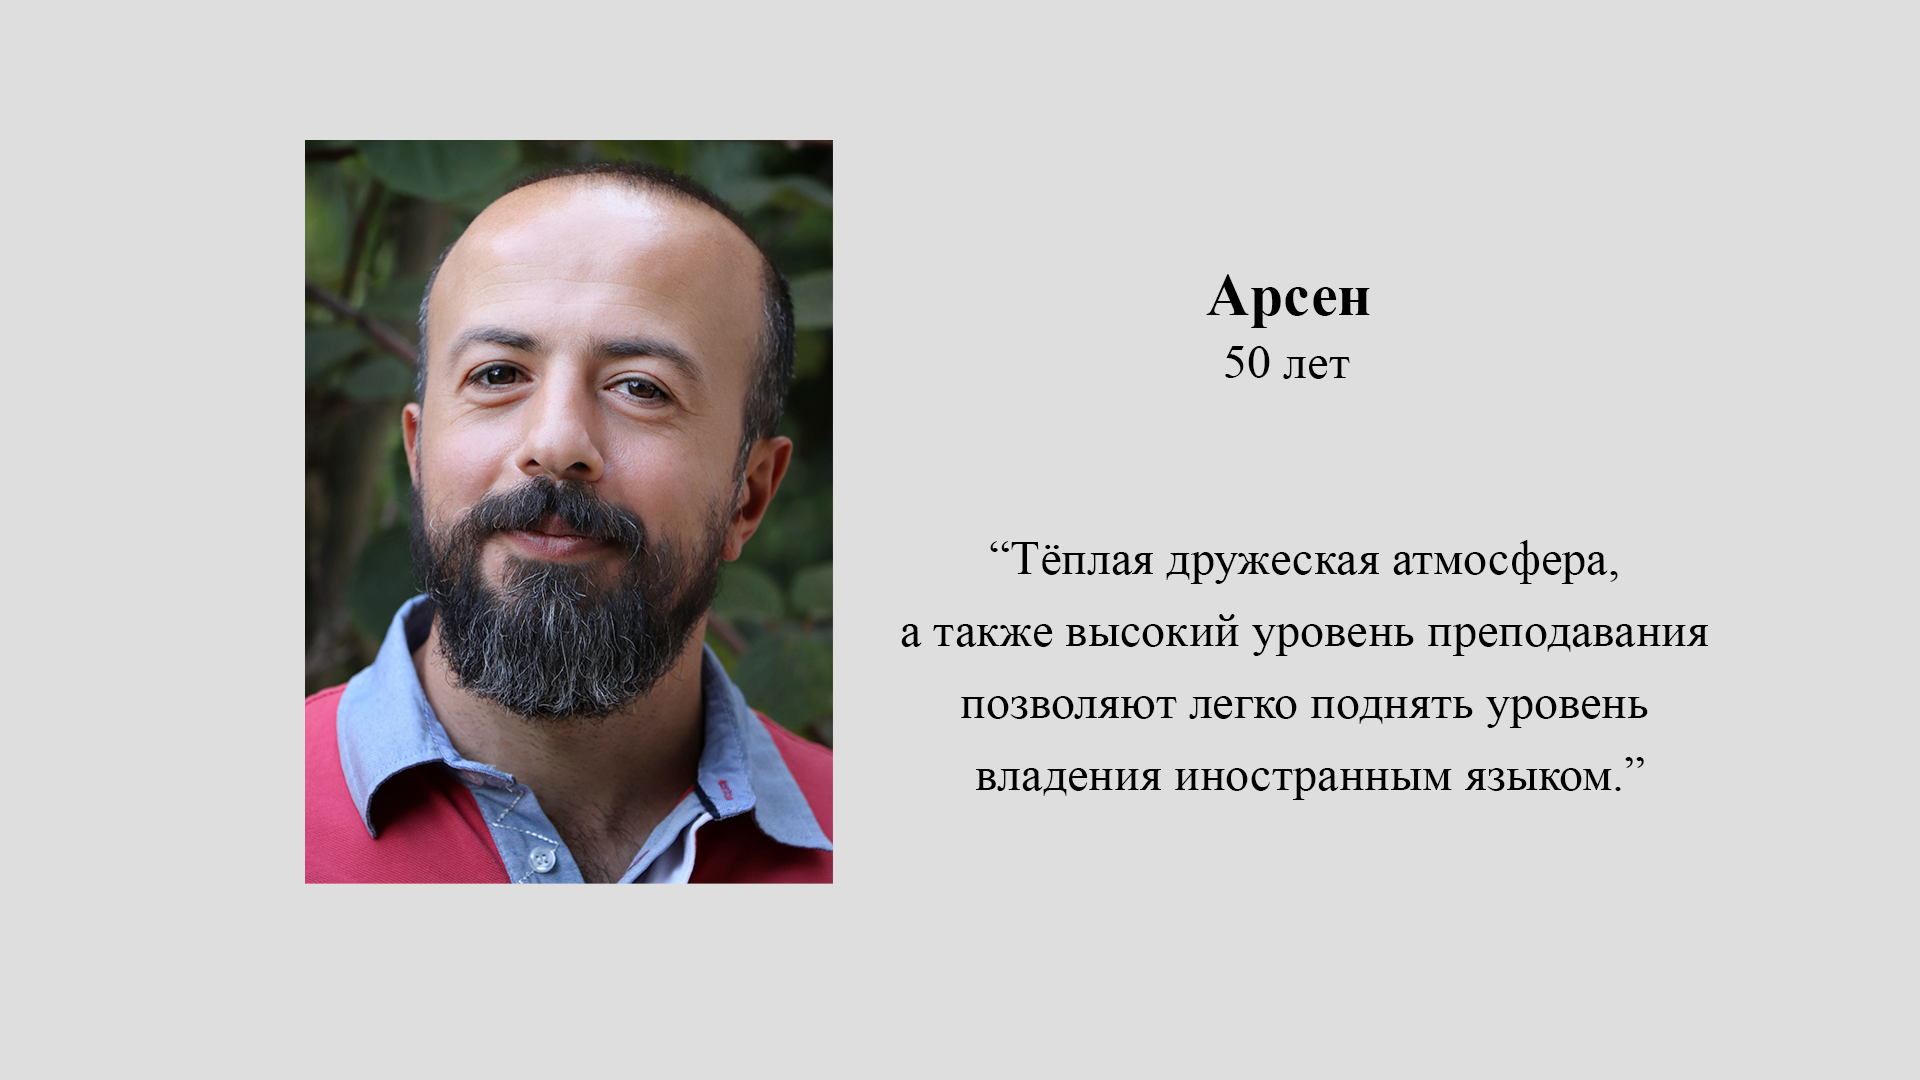 Арсен
50 лет
“Тёплая дружеская атмосфера,
а также высокий уровень преподавания
позволяют легко поднять уровень
владения иностранным языком.”